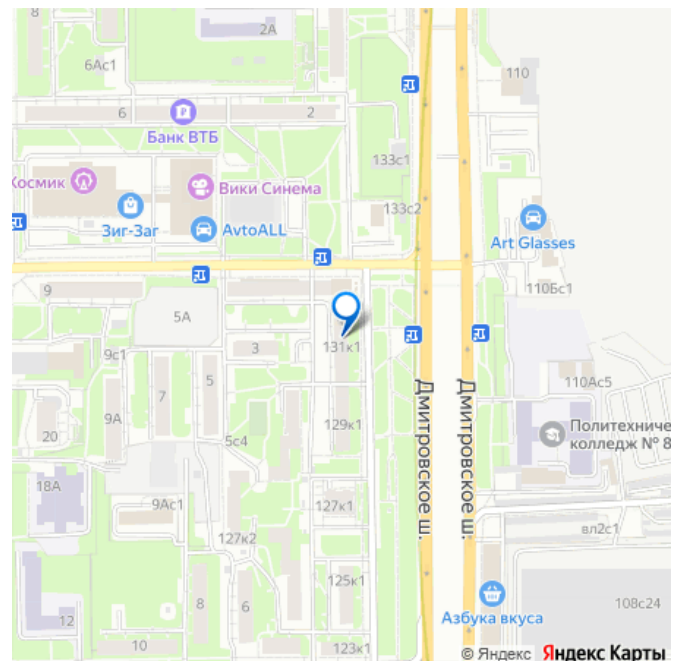 8
2А
6Ас1
110
6
2
Банк ВТБ
133с1
Космик
Вики Синема
133с2
Зиг-Заг
AvtoALL
Art Glasses
9
110Бс1
5А
3
131к1
9с1
7
5
110Ас5
9А
129к1
Дмитровское ш.
Дмитровское ш.
20
5с4
Политехниче
колледж № 8
18А
9Ас1
127к1
127к2
вл2с1
125к1
8
6
12
Азбука вкуса
108с24
10
123к1
© Яндекс Яндекс Карты